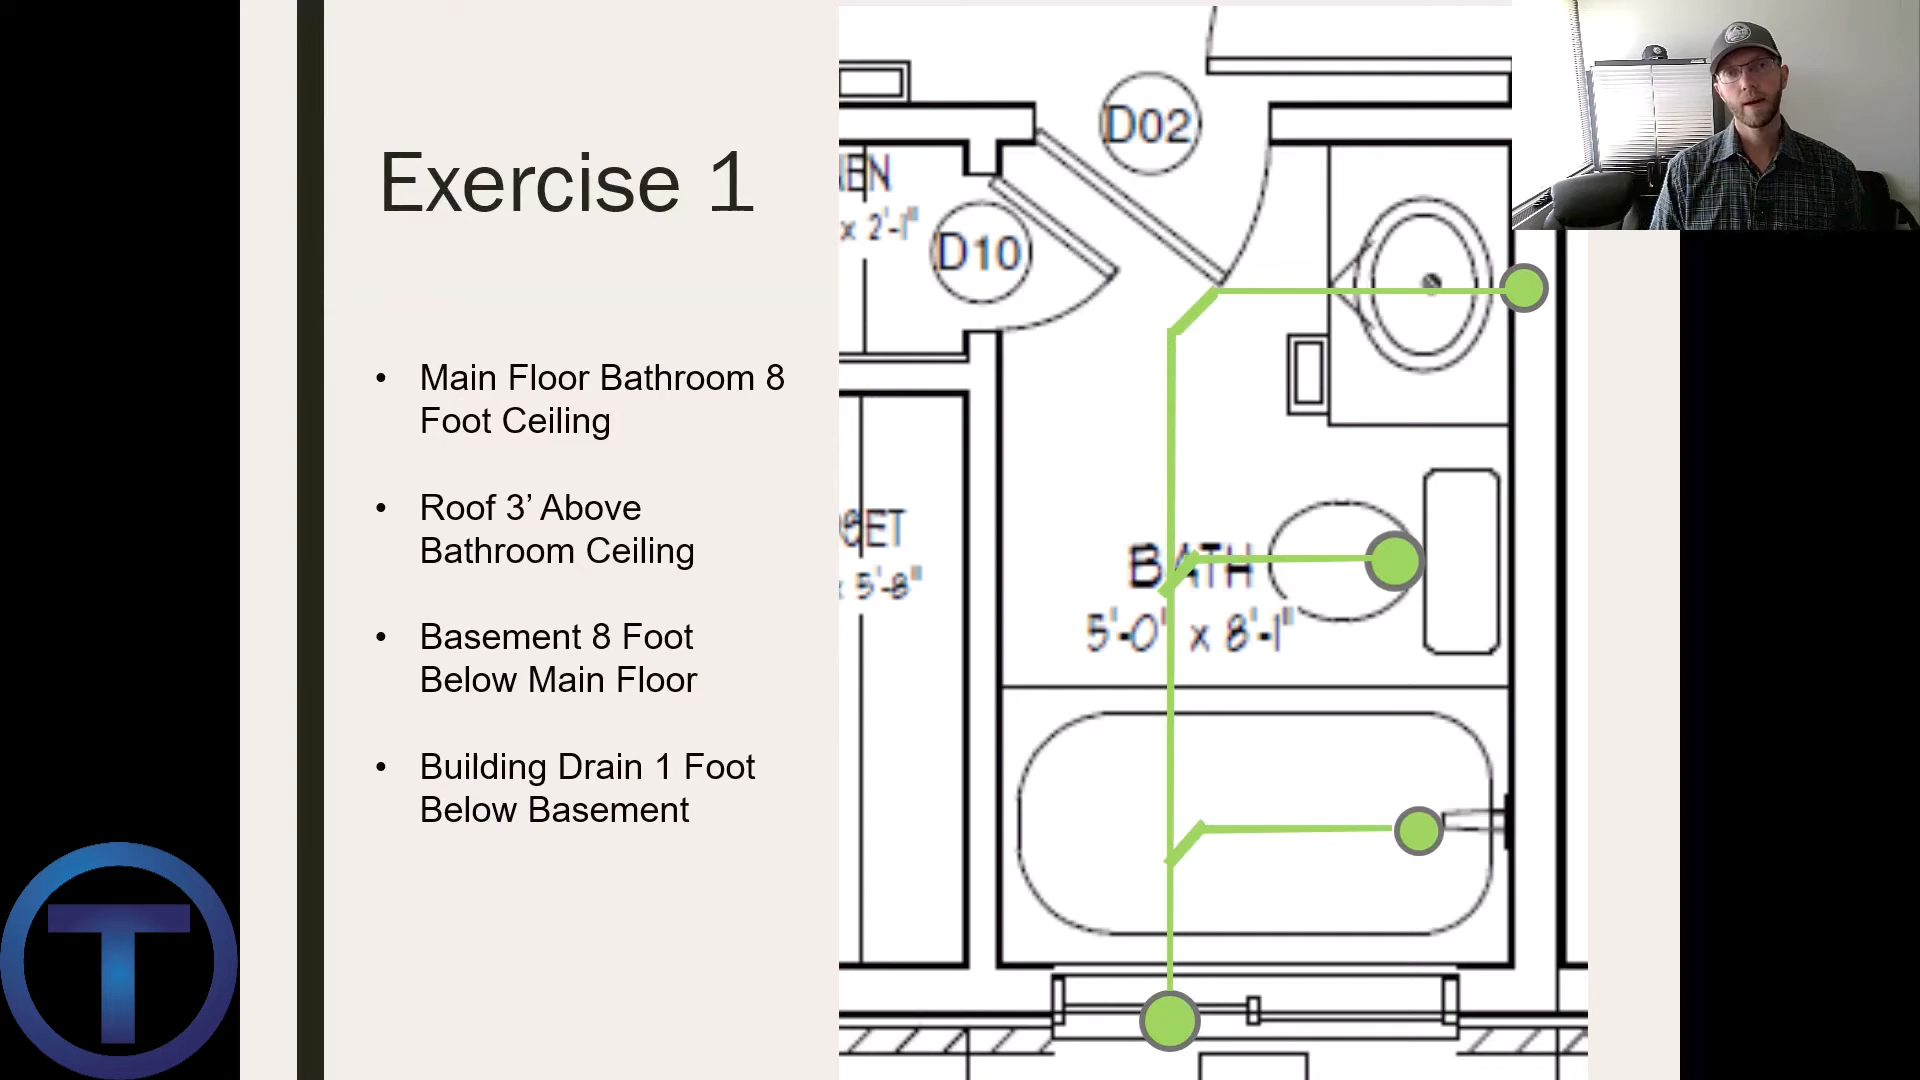 Exercise 1
• Main Floor Bathroom 8
Foot Ceiling
• Roof 3’ Above
Bathroom Ceiling
• Basement 8 Foot
Below Main Floor
• Building Drain 1 Foot
Below Basement
D02
D10
x 2'-1"
x 5'-8"
BATH
5'-0" x 8'-1"
T